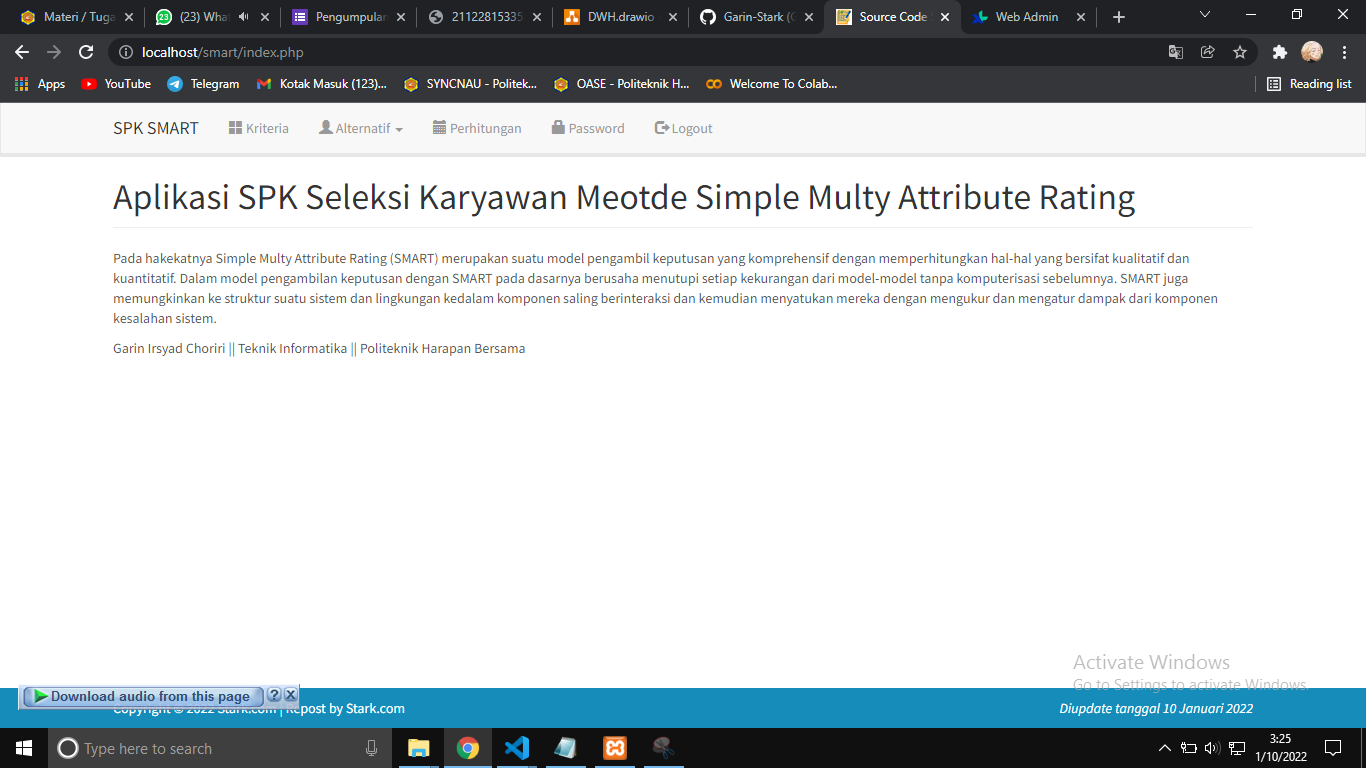 Materi / Tuga
(23) Wha
Pengumpulan
21122815335
DWH.drawio
Garin-Stark (G
Source Code
Web Admin
localhost/smart/index.php
Apps
YouTube
Telegram
Kotak Masuk (123)...
SYNCNAU - Politek...
OASE - Politeknik H...
Welcome To Colab...
Reading list
SPK SMART
Kriteria
Alternatif
Perhitungan
Password
Logout
Aplikasi SPK Seleksi Karyawan Meotde Simple Multy Attribute Rating
Pada hakekatnya Simple Multy Attribute Rating (SMART) merupakan suatu model pengambil keputusan yang komprehensif dengan memperhitungkan hal-hal yang bersifat kualitatif dan
kuantitatif. Dalam model pengambilan keputusan dengan SMART pada dasarnya berusaha menutupi setiap kekurangan dari model-model tanpa komputerisasi sebelumnya. SMART juga
memungkinkan ke struktur suatu sistem dan lingkungan kedalam komponen saling berinteraksi dan kemudian menyatukan mereka dengan mengukur dan mengatur dampak dari komponen
kesalahan sistem.
Garin Irsyad Choriri || Teknik Informatika || Politeknik Harapan Bersama
Activate Windows
Go to Settings to activate Windows.
Download audio from this page
Copyright © 2022 Stark.com | Repost by Stark.com
Diupdate tanggal 10 Januari 2022
Type here to search
3:25
1/10/2022